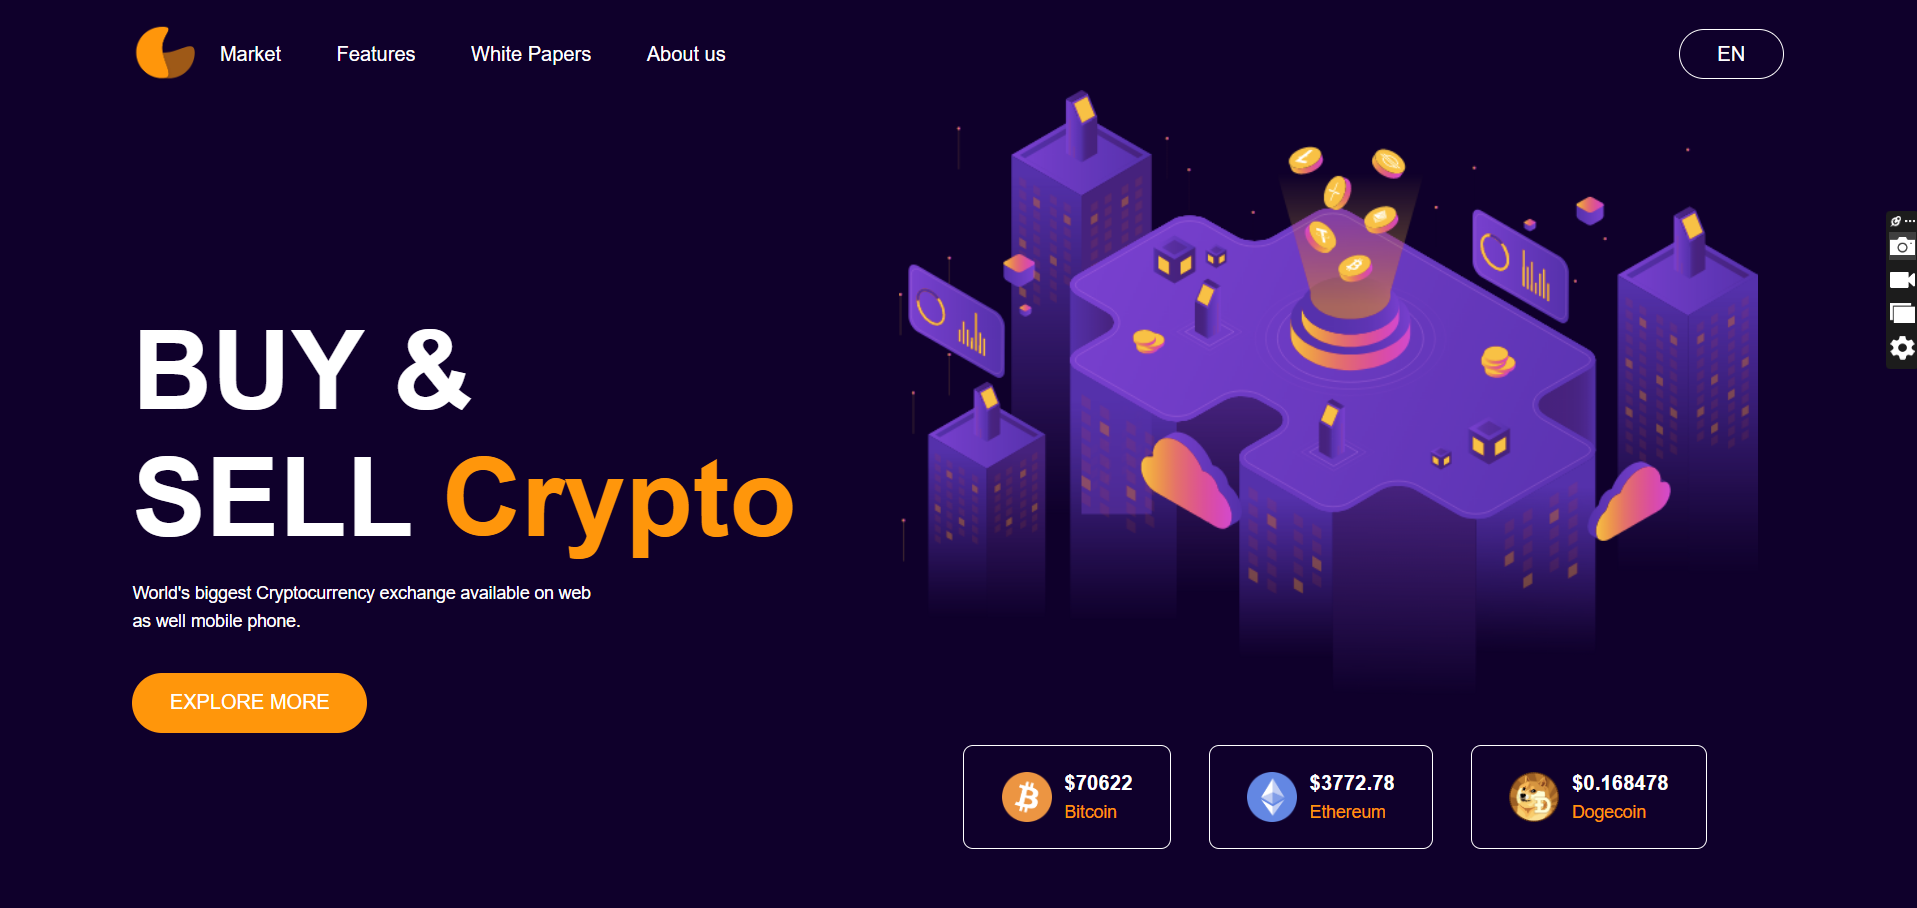 Market
Features
White Papers
About us
EN
BUY &
SELL Crypto
World's biggest Cryptocurrency exchange available on web
as well mobile phone.
EXPLORE MORE
$70622
Bitcoin
$3772.78
Ethereum
$0.168478
Dogecoin